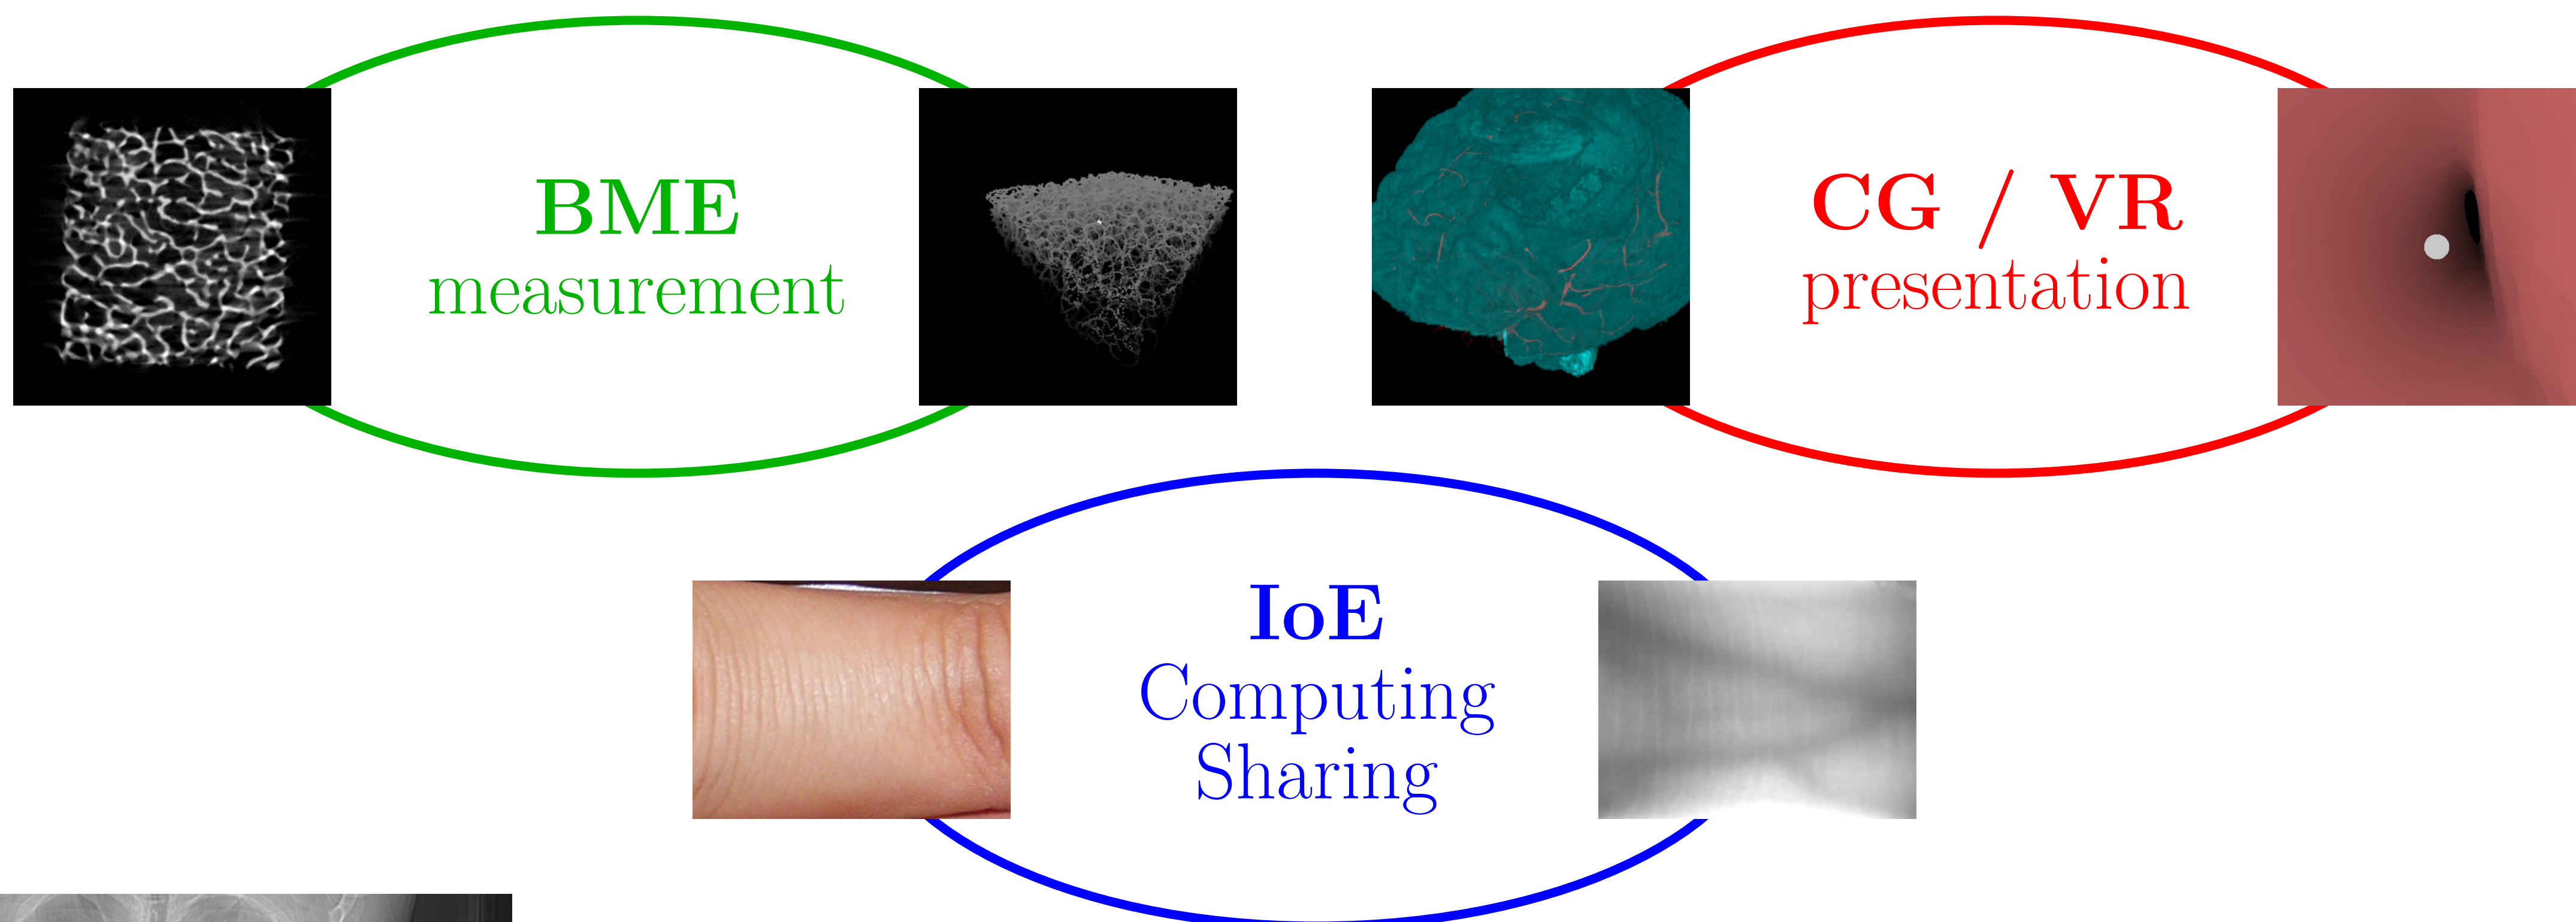 BME
measurement
CG / VR
presentation
IoE
Computing
Sharing